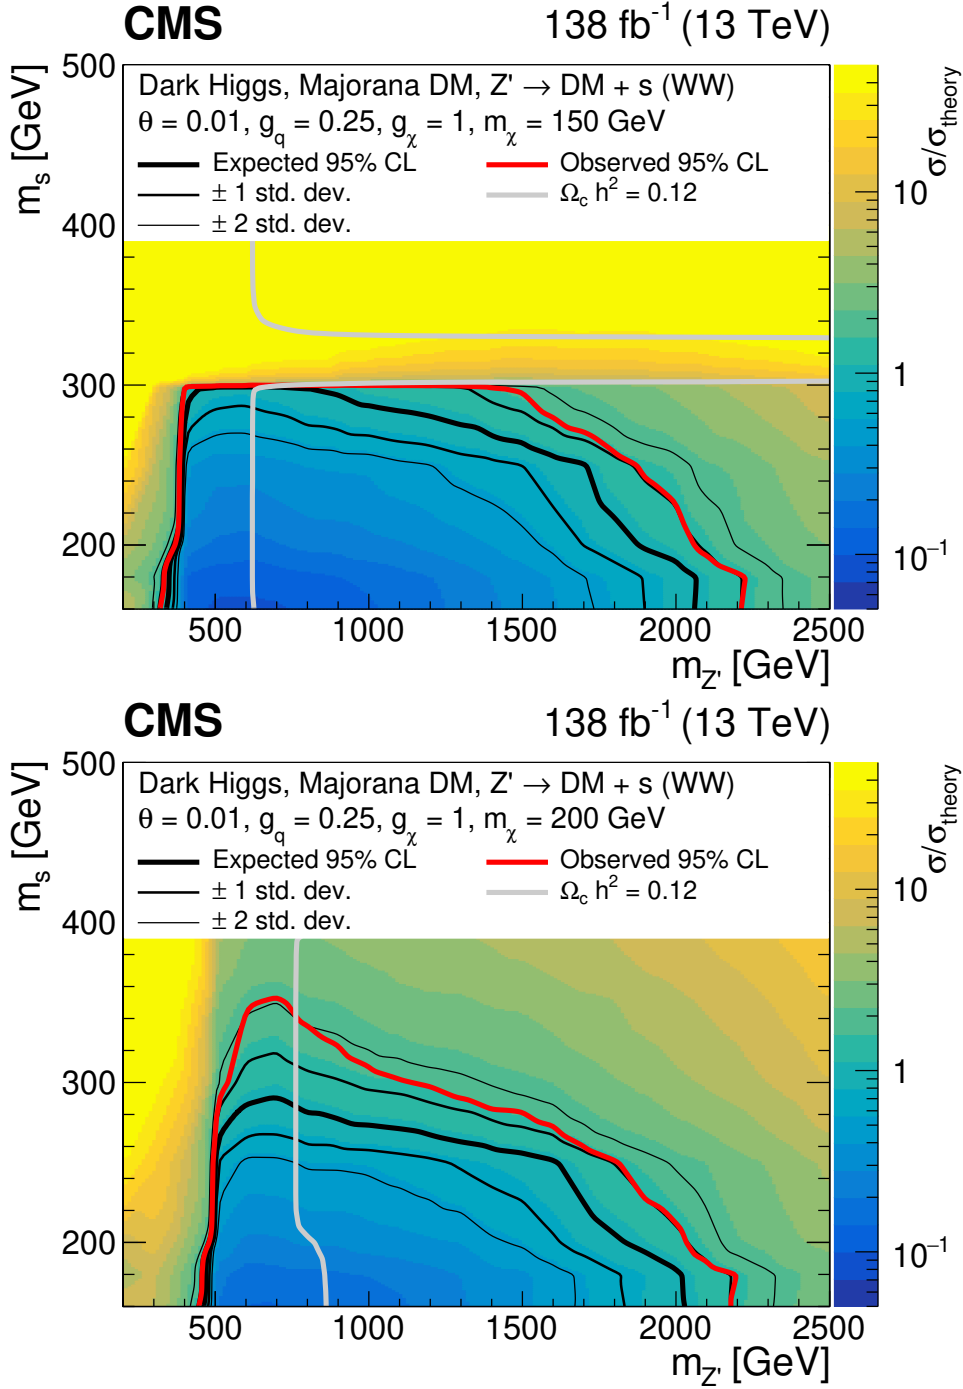 CMS 138 fb⁻¹ (13 TeV)
Dark Higgs, Majorana DM, Z' → DM + s (WW)
θ = 0.01, g_q = 0.25, g_χ = 1, m_χ = 150 GeV
Expected 95% CL Observed 95% CL
± 1 std. dev. Ω_c h² = 0.12
± 2 std. dev.
m_s [GeV]
500
400
300
200
500 1000 1500 2000 2500
m_Z' [GeV]
σ/σ_theory
10
1
10⁻¹
CMS 138 fb⁻¹ (13 TeV)
Dark Higgs, Majorana DM, Z' → DM + s (WW)
θ = 0.01, g_q = 0.25, g_χ = 1, m_χ = 200 GeV
Expected 95% CL Observed 95% CL
± 1 std. dev. Ω_c h² = 0.12
± 2 std. dev.
m_s [GeV]
500
400
300
200
500 1000 1500 2000 2500
m_Z' [GeV]
σ/σ_theory
10
1
10⁻¹